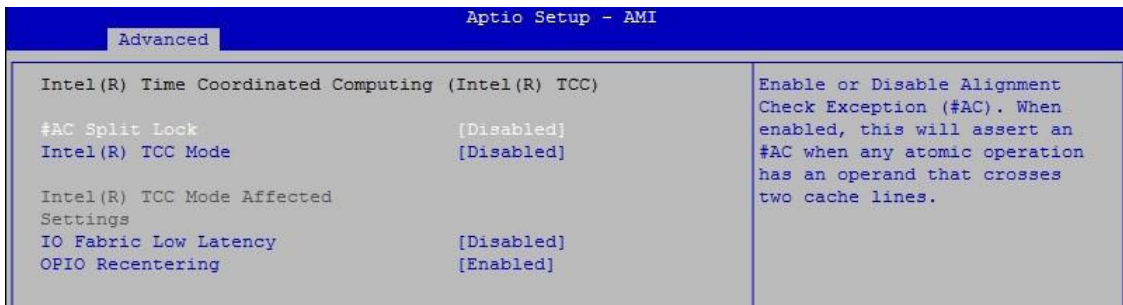 Aptio Setup - AMI
Advanced
Intel(R) Time Coordinated Computing (Intel(R) TCC)
#AC Split Lock [Disabled]
Intel(R) TCC Mode [Disabled]
Intel(R) TCC Mode Affected
Settings
IO Fabric Low Latency [Disabled]
OPIO Recentering [Enabled]
Enable or Disable Alignment
Check Exception (#AC). When
enabled, this will assert an
#AC when any atomic operation
has an operand that crosses
two cache lines.